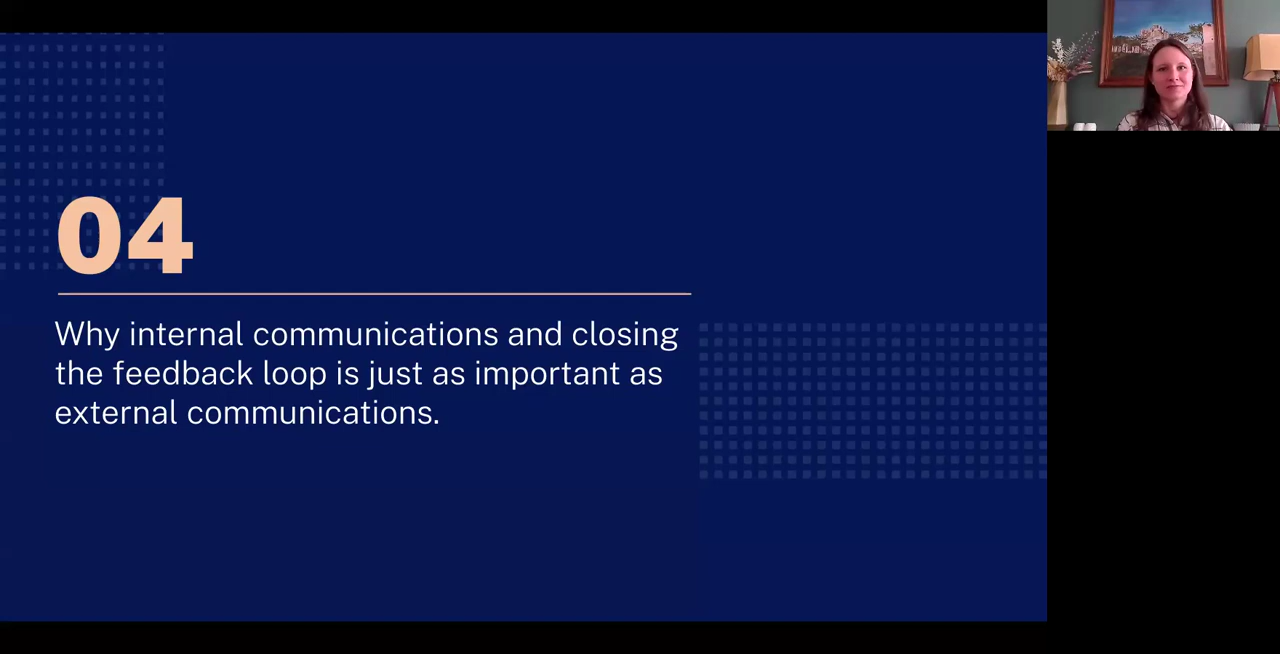 04
Why internal communications and closing
the feedback loop is just as important as
external communications.